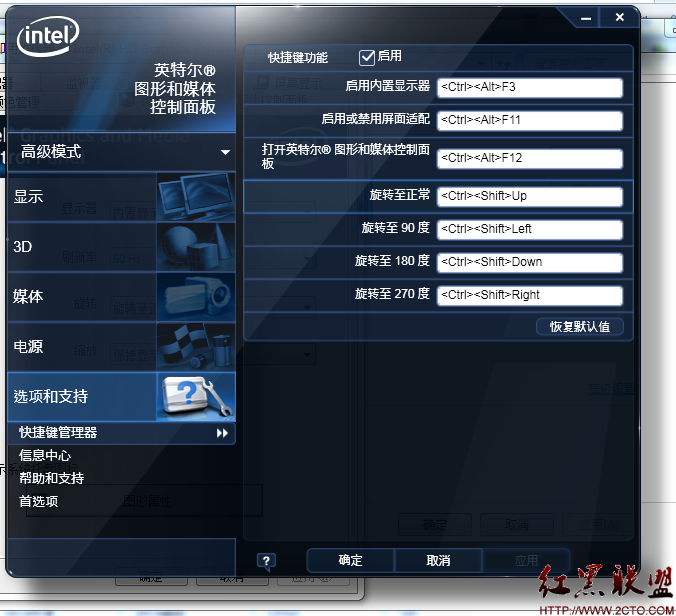 intel
英特尔®
图形和媒体
控制面板
高级模式
显示
3D
媒体
电源
选项和支持
快捷键管理器
信息中心
帮助和支持
首选项
快捷键功能 启用
启用内置显示器 <Ctrl><Alt>F3
启用或禁用屏面适配 <Ctrl><Alt>F11
打开英特尔® 图形和媒体控制面
板 <Ctrl><Alt>F12
旋转至正常 <Ctrl><Shift>Up
旋转至 90 度 <Ctrl><Shift>Left
旋转至 180 度 <Ctrl><Shift>Down
旋转至 270 度 <Ctrl><Shift>Right
恢复默认值
? 确定 取消 应用
红黑联盟
HTTP://WWW.2CTO.COM